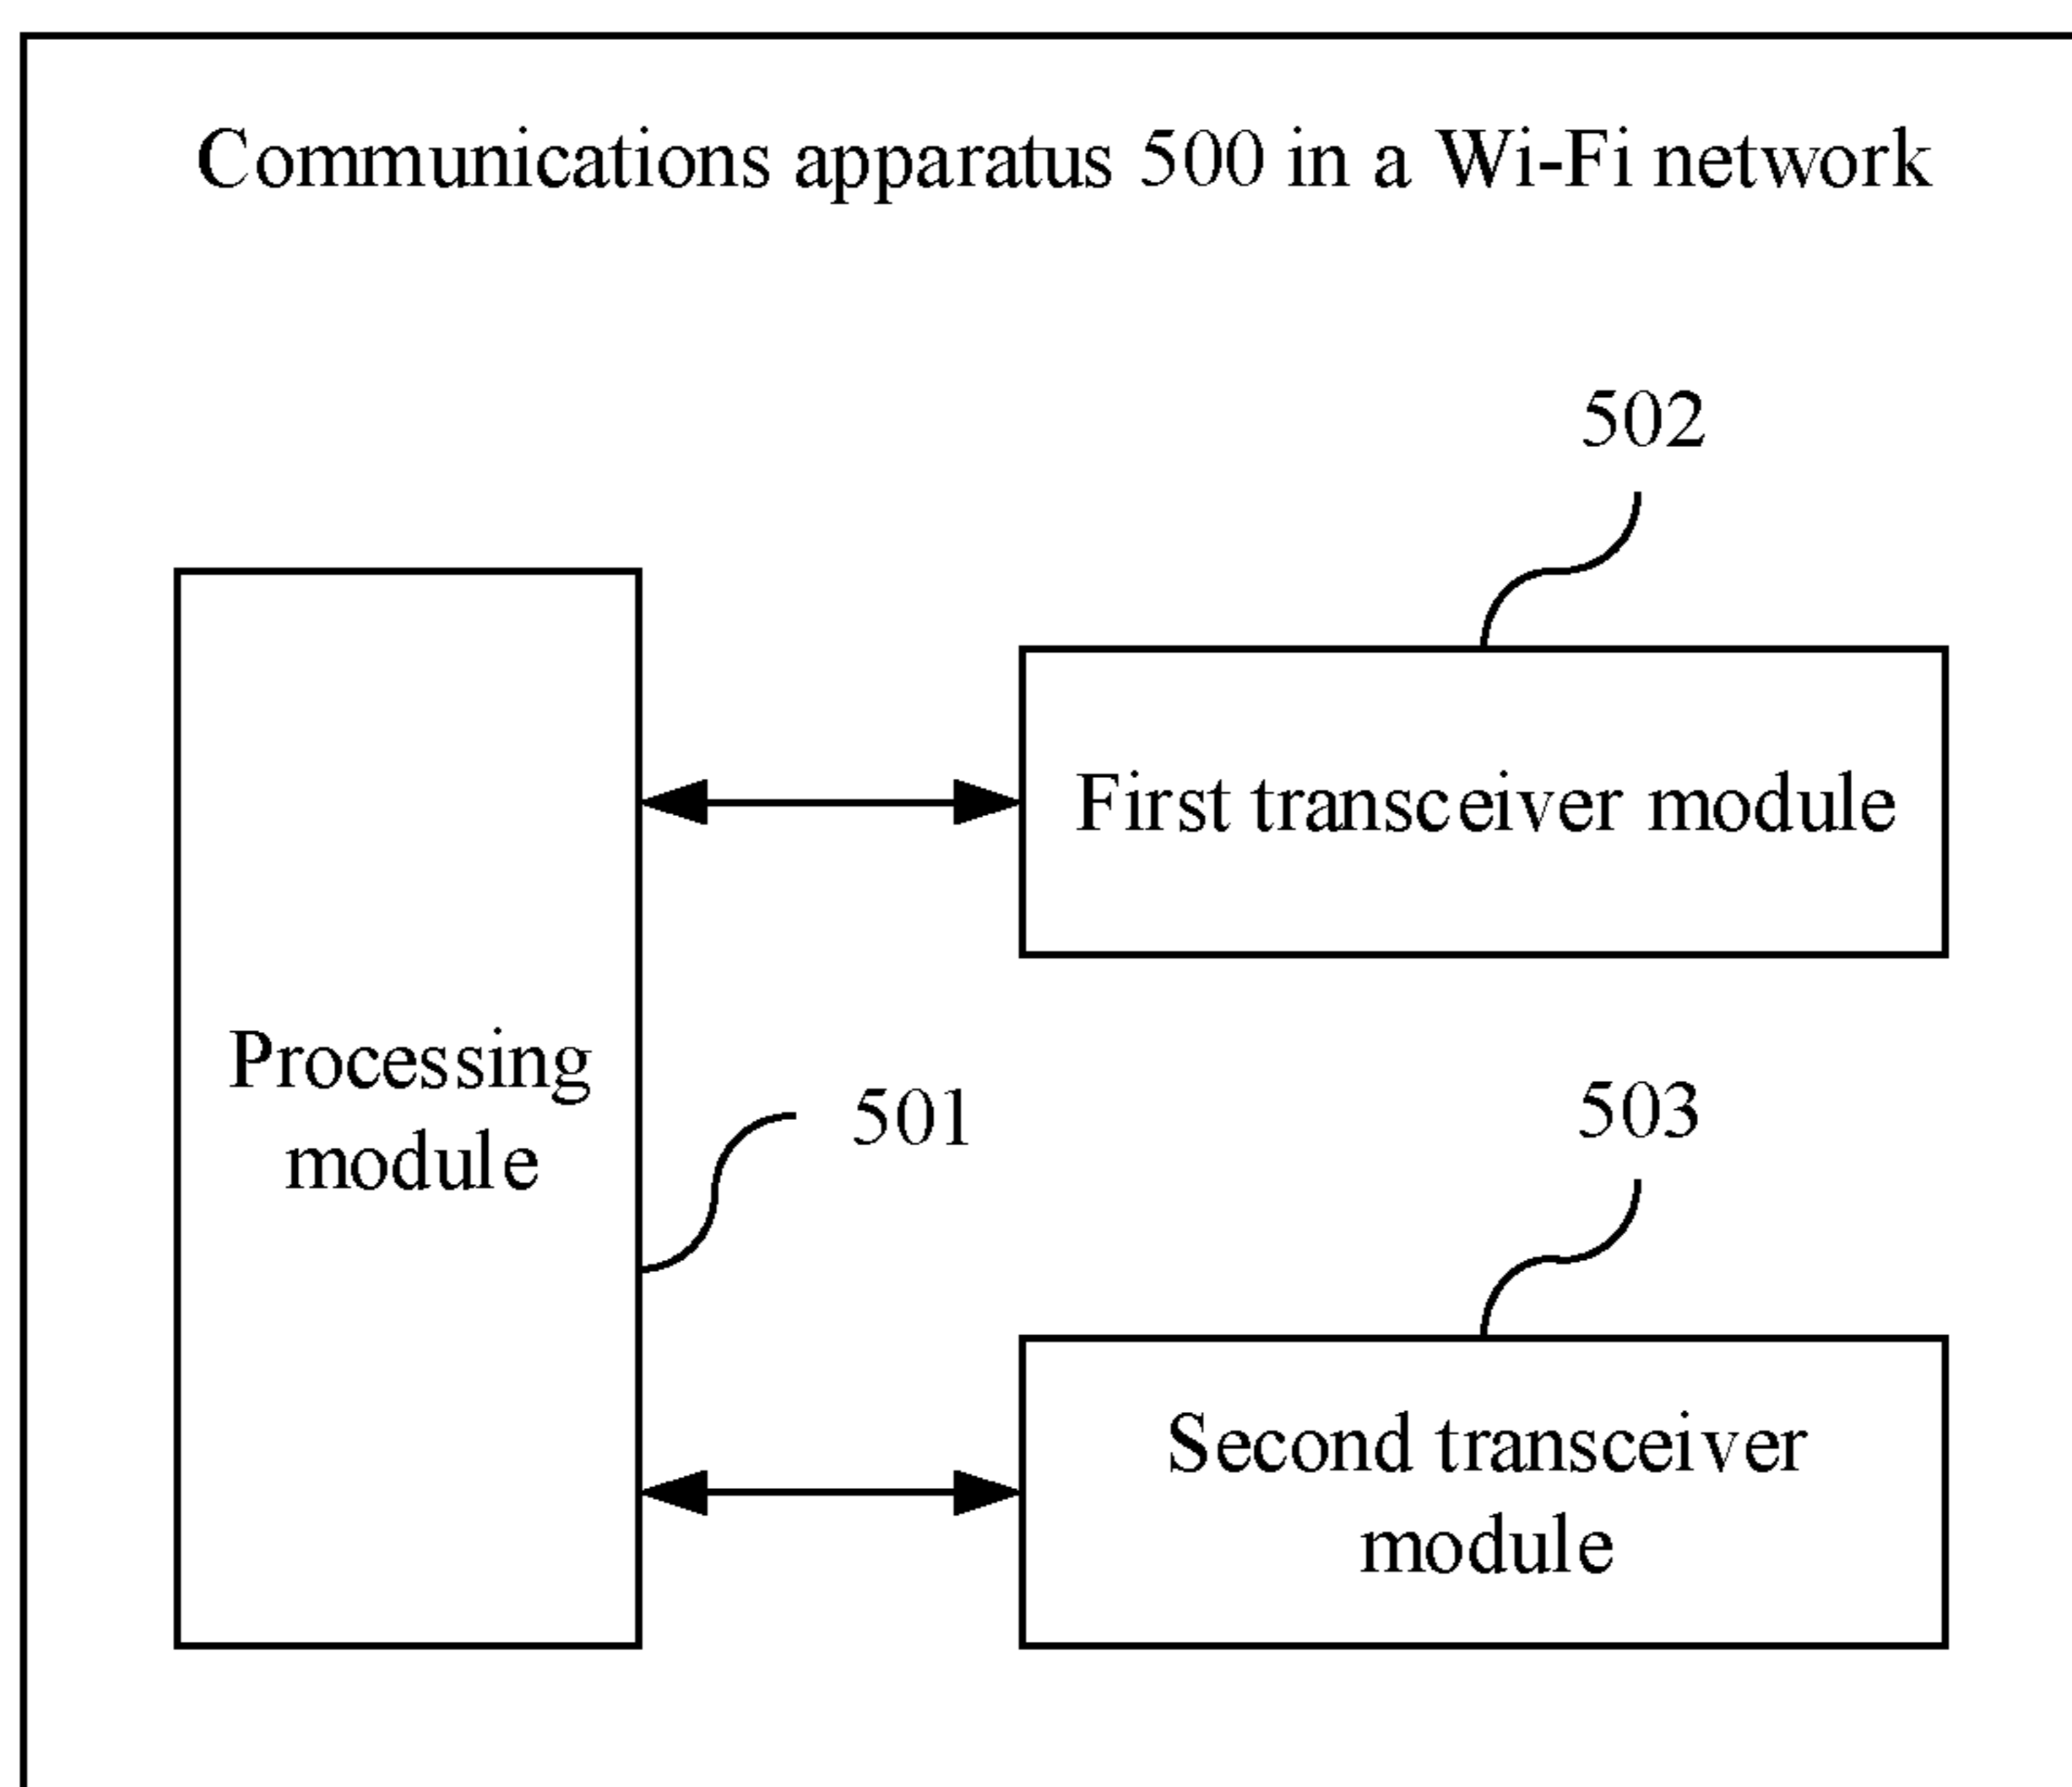 Communications apparatus 500 in a Wi-Fi network
502
First transceiver module
Processing
module
501
503
Second transceiver
module